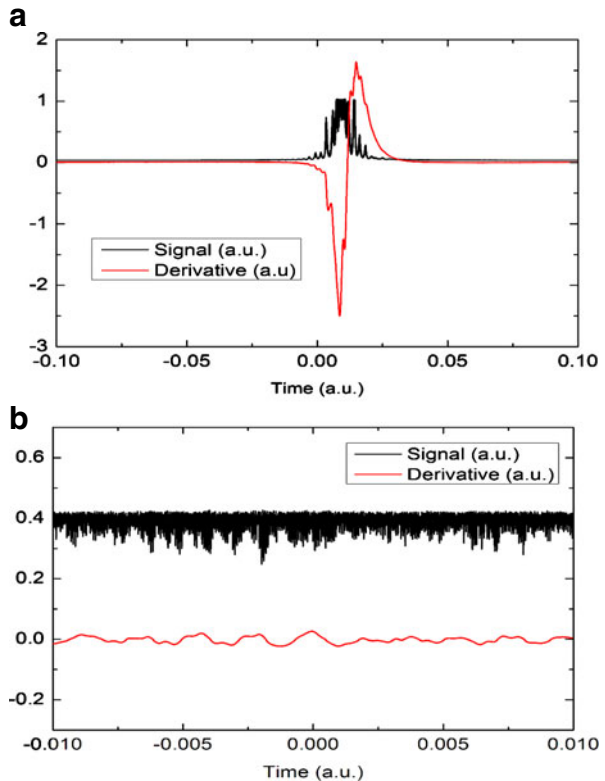 a
2
1
0
-1
-2
-3
Signal (a.u.)
Derivative (a.u)
-0.10
-0.05
0.00
0.05
0.10
Time (a.u.)
b
0.6
0.4
0.2
0.0
-0.2
Signal (a.u.)
Derivative (a.u.)
-0.010
-0.005
0.000
0.005
0.010
Time (a.u.)